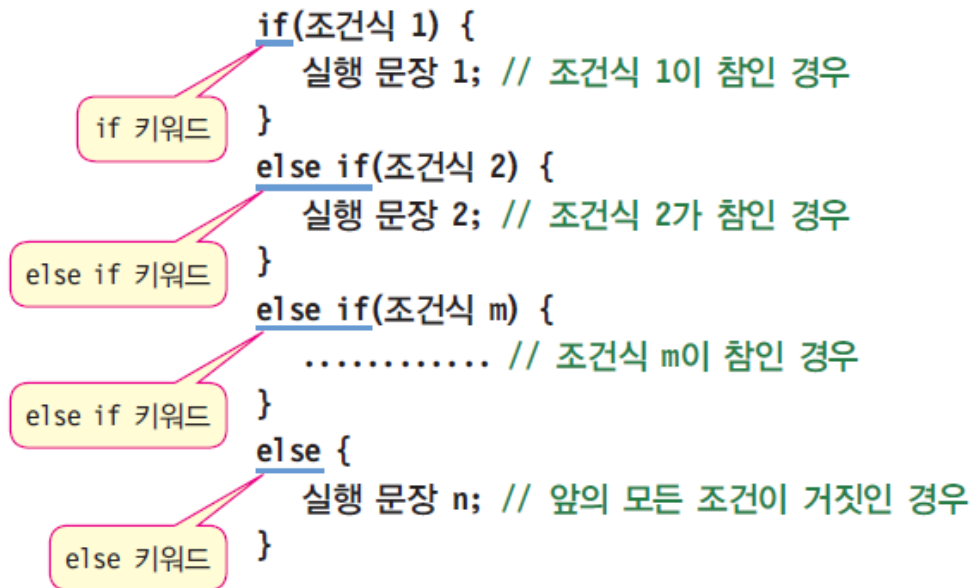 if(조건식 1) {
실행 문장 1; // 조건식 1이 참인 경우
if 키워드
}
else if(조건식 2) {
실행 문장 2; // 조건식 2가 참인 경우
else if 키워드
}
else if(조건식 m) {
............ // 조건식 m이 참인 경우
else if 키워드
}
else {
실행 문장 n; // 앞의 모든 조건이 거짓인 경우
else 키워드
}